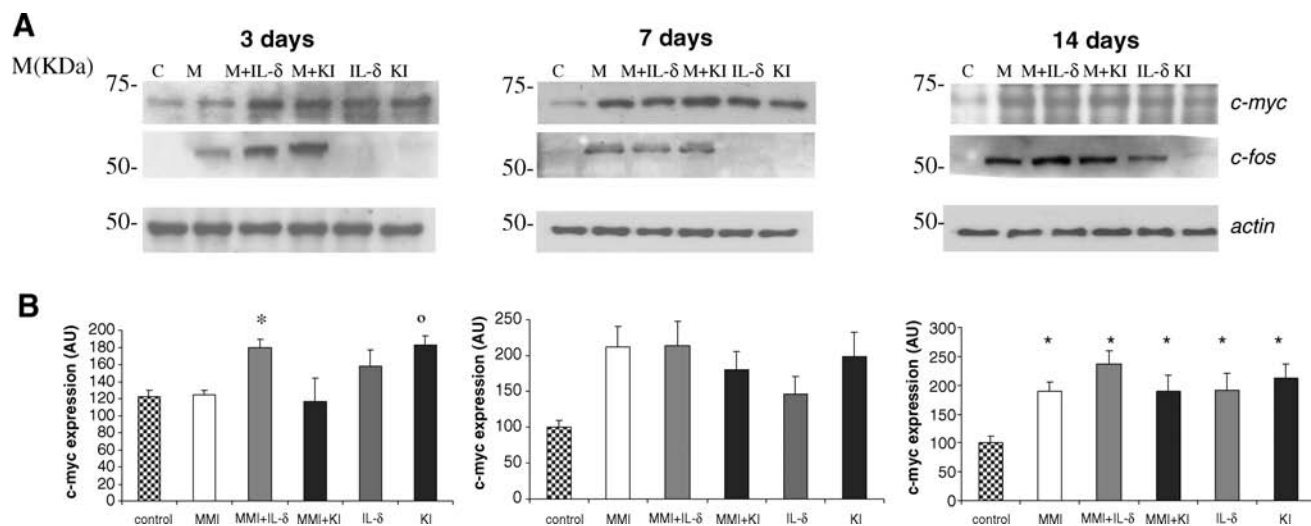 A
3 days
7 days
14 days
M(KDa)
C M M+IL-δ M+KI IL-δ KI
C M M+IL-δ M+KI IL-δ KI
C M M+IL-δ M+KI IL-δ KI
75-
75-
75-
c-myc
50-
50-
50-
c-fos
50-
50-
50-
actin
B
c-myc expression (AU)
200
180
160
140
120
100
80
60
40
20
0
* o
control MMI MMI+IL-δ MMI+KI IL-δ KI
c-myc expression (AU)
250
200
150
100
50
0
control MMI MMI+IL-δ MMI+KI IL-δ KI
c-myc expression (AU)
300
250
200
150
100
50
0
* * * * *
control MMI MMI+IL-δ MMI+KI IL-δ KI